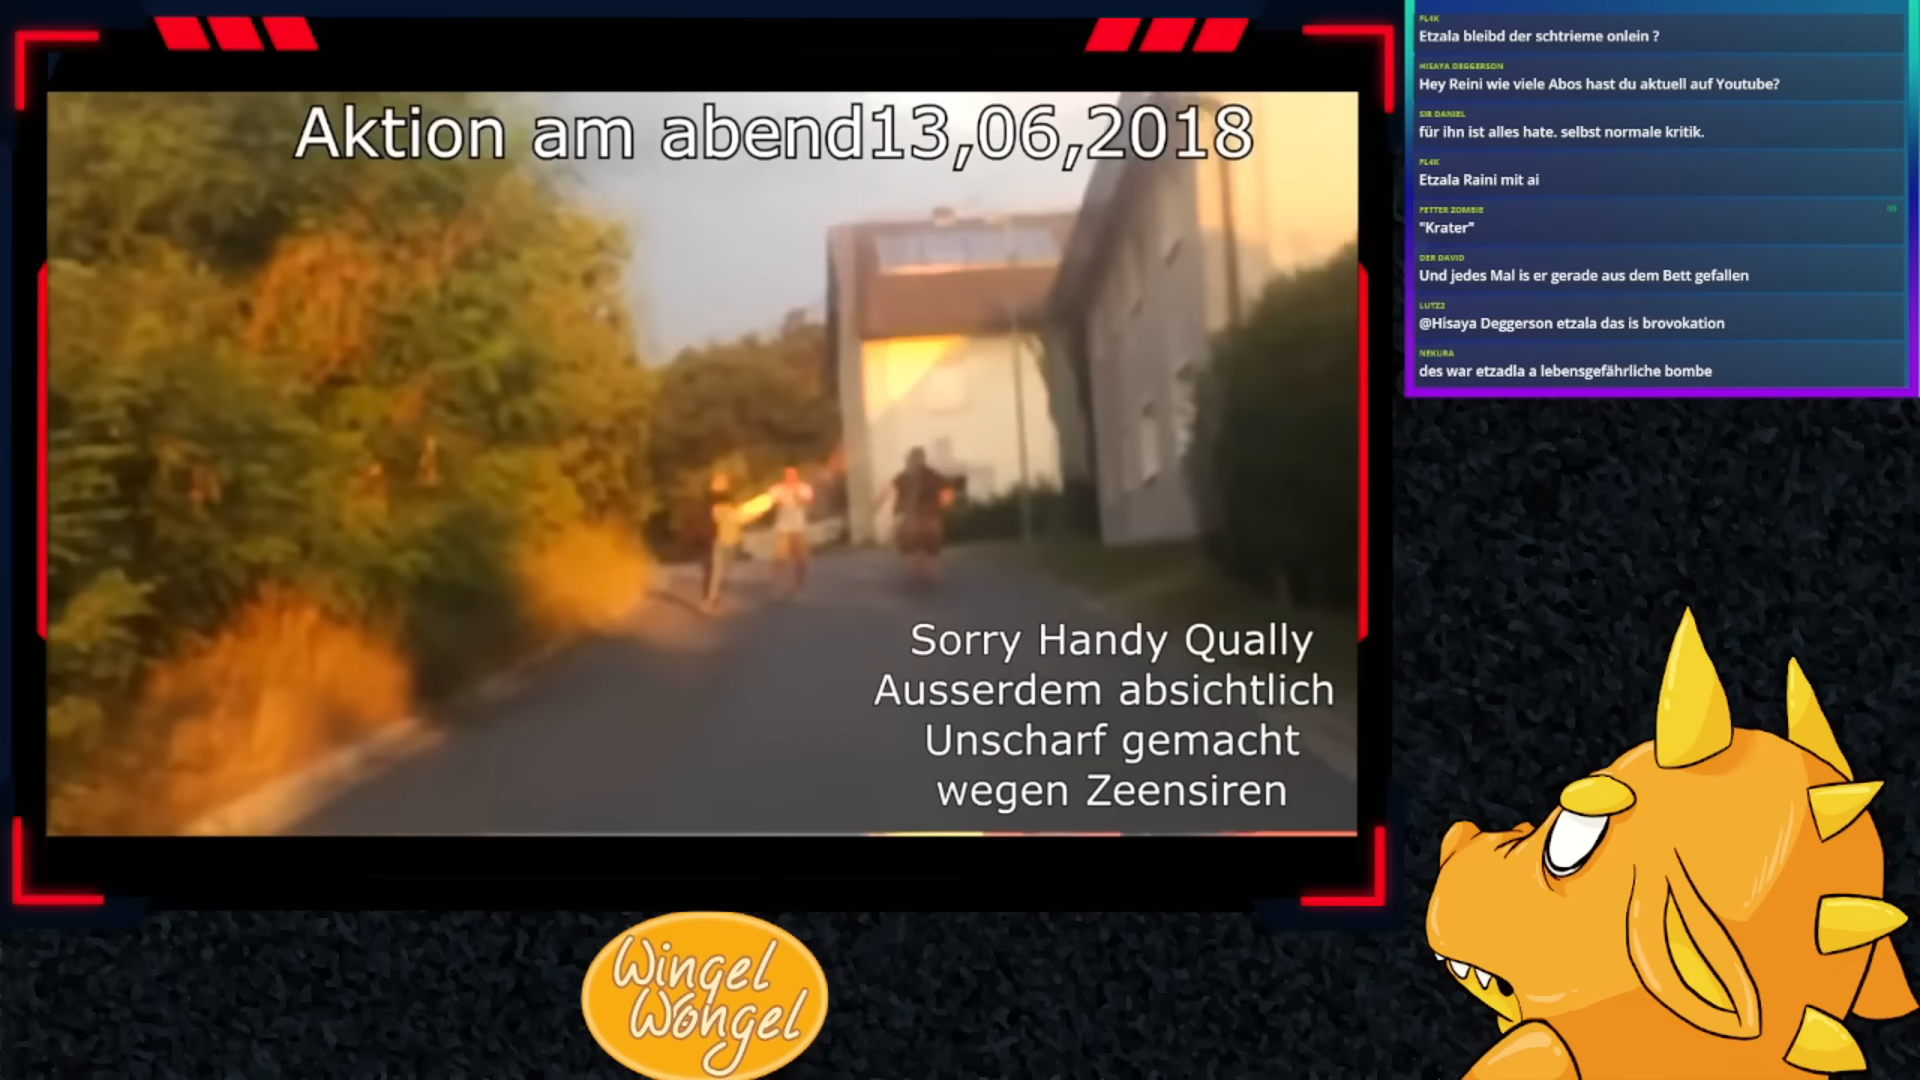 Aktion am abend13,06,2018
Sorry Handy Qually
Ausserdem absichtlich
Unscharf gemacht
wegen Zeensiren
FL4K
Etzala bleibd der schtrieme onlein ?
HISAYA DEGGERSON
Hey Reini wie viele Abos hast du aktuell auf Youtube?
SIR DANIEL
für ihn ist alles hate. selbst normale kritik.
FL4K
Etzala Raini mit ai
FETTER ZOMBIE
"Krater"
DER DAVID
Und jedes Mal is er gerade aus dem Bett gefallen
LUTZ2
@Hisaya Deggerson etzala das is brovokation
NEKURA
des war etzadla a lebensgefährliche bombe
Wingel
Wongel